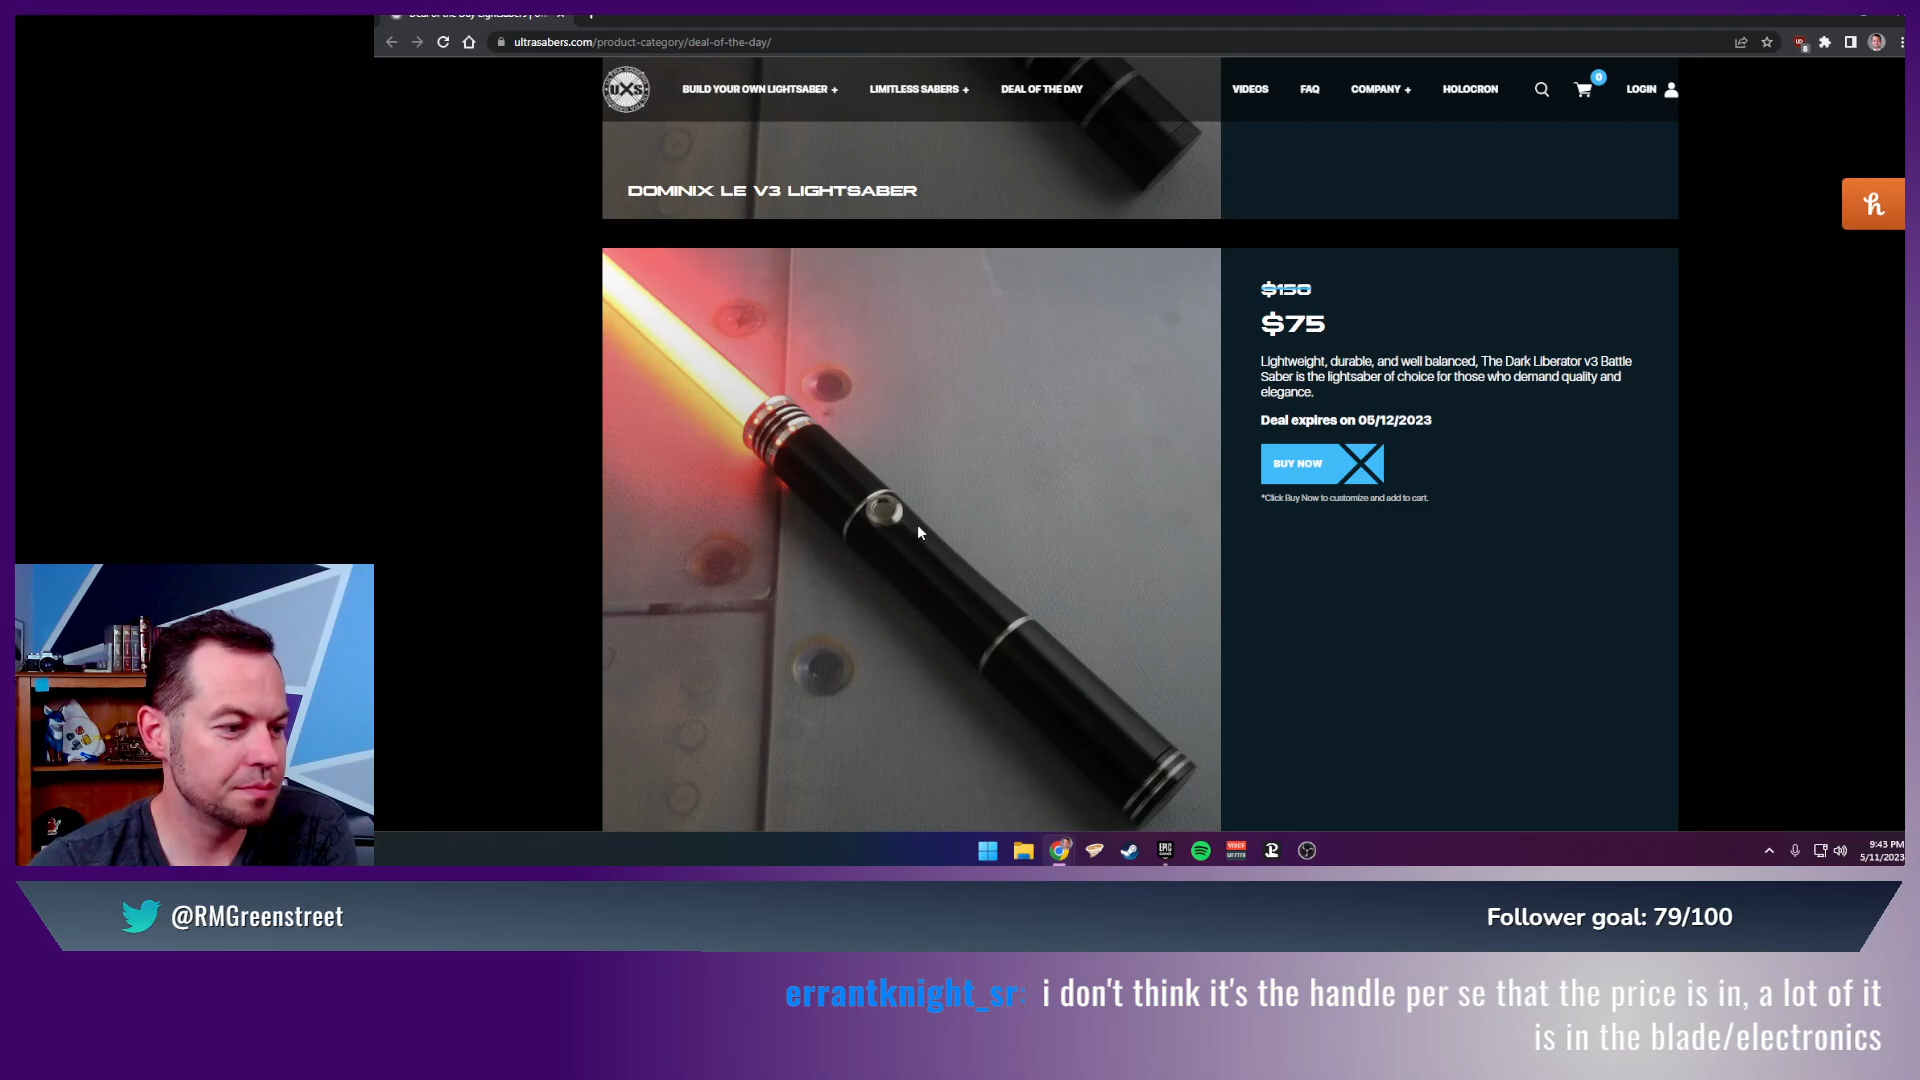 ultrasabers.com/product-category/deal-of-the-day/
UXS
BUILD YOUR OWN LIGHTSABER +
LIMITLESS SABERS +
DEAL OF THE DAY
VIDEOS
FAQ
COMPANY +
HOLOCRON
0
LOGIN
DOMINIX LE V3 LIGHTSABER
$150
$75
Lightweight, durable, and well balanced, The Dark Liberator v3 Battle
Saber is the lightsaber of choice for those who demand quality and
elegance.
Deal expires on 05/12/2023
BUY NOW
*Click Buy Now to customize and add to cart.
EPIC
9:43 PM
5/11/2023
@RMGreenstreet
Follower goal: 79/100
errantknight_sr: i don't think it's the handle per se that the price is in, a lot of it
is in the blade/electronics